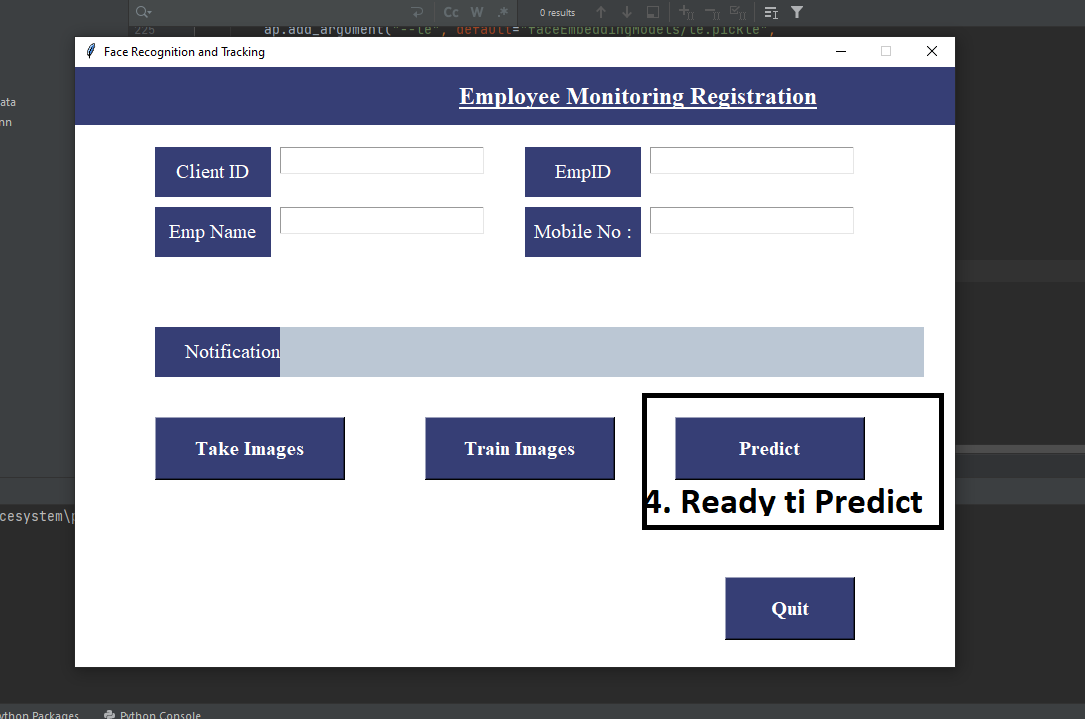 Cc W .* 0 results
225 ap.add_argument("--le", default="faceEmbeddingModels/le.pickle",
Face Recognition and Tracking
ata
nn
Employee Monitoring Registration
Client ID EmpID
Emp Name Mobile No :
Notification
Take Images Train Images Predict
4. Ready ti Predict
cesystem\p
Quit
ython Packages Python Console